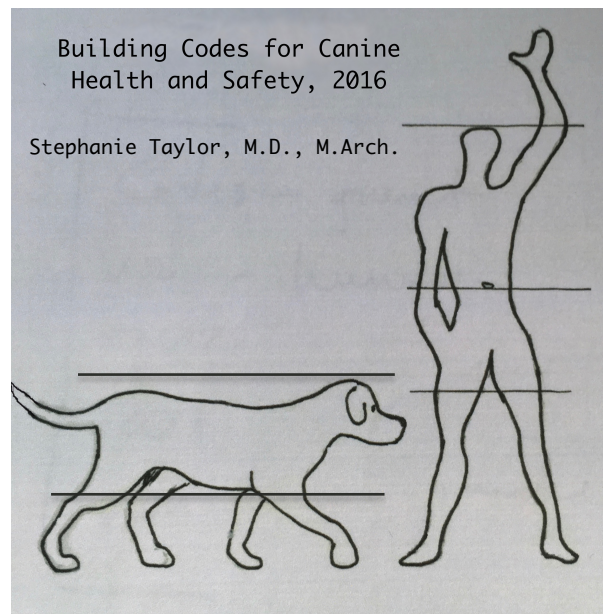 Building Codes for Canine
Health and Safety, 2016
Stephanie Taylor, M.D., M.Arch.